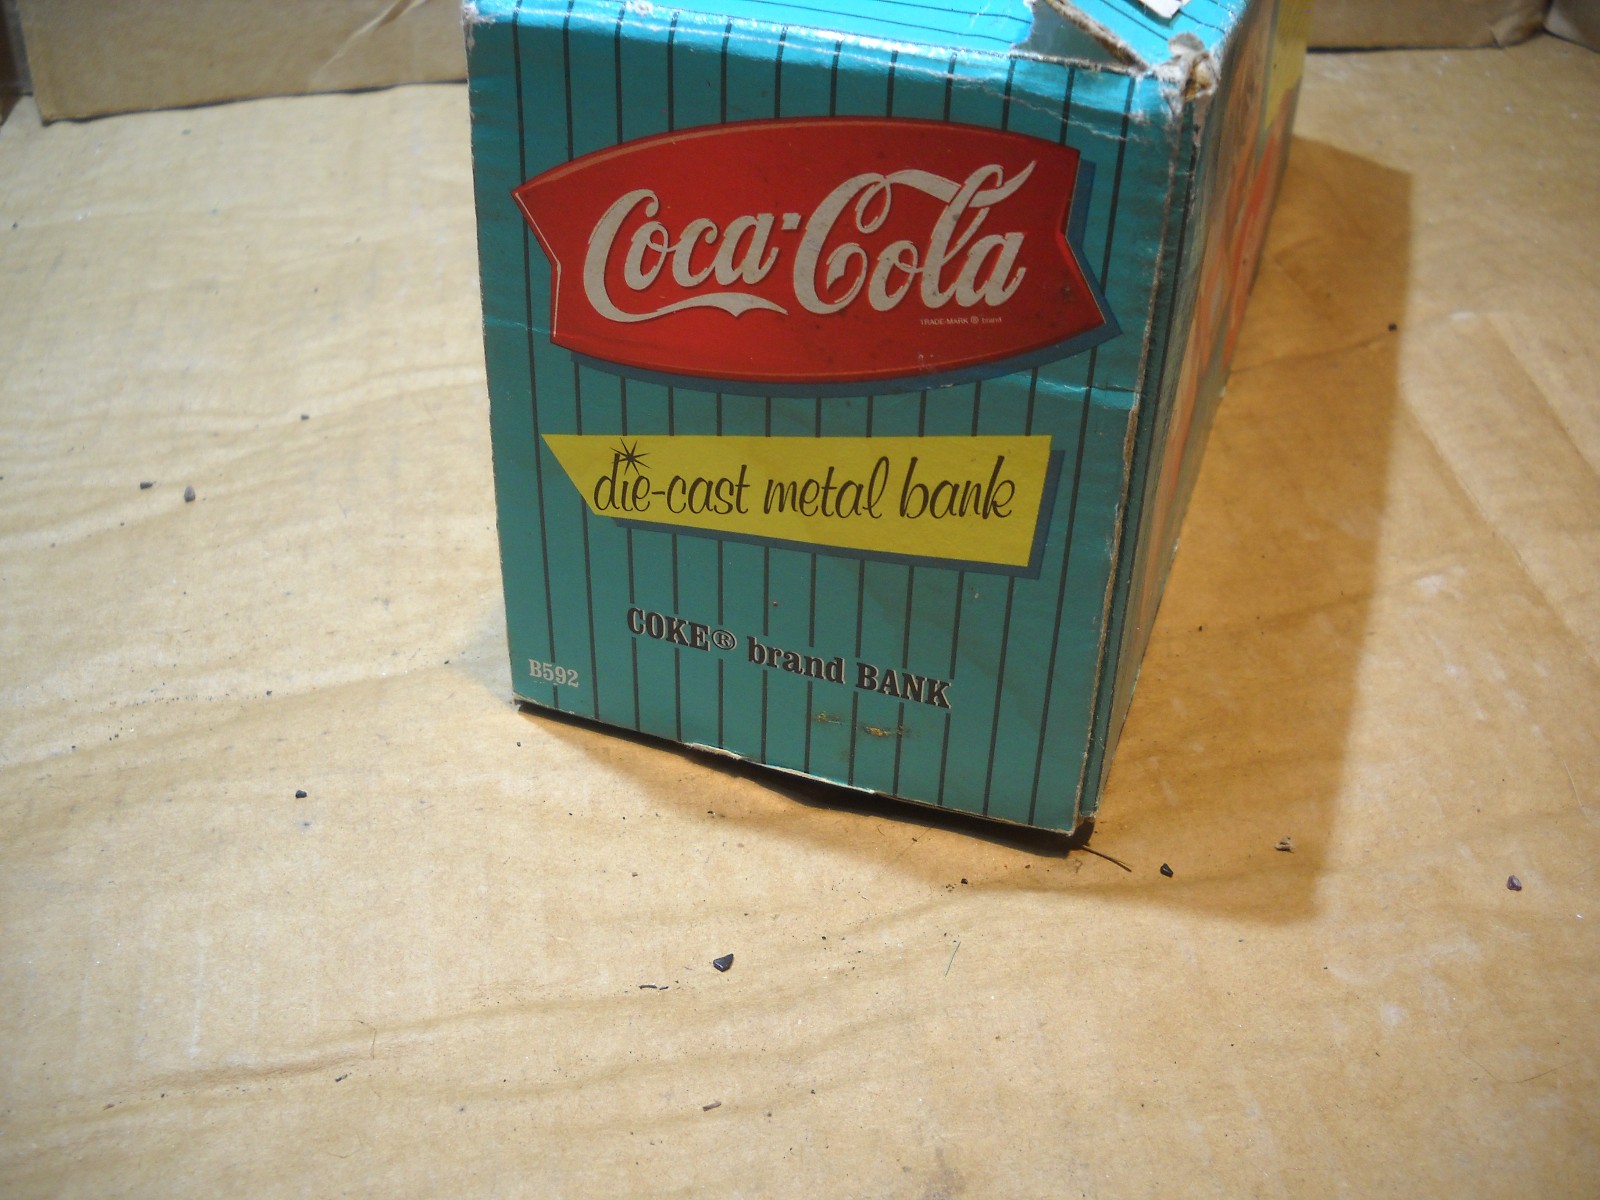 Coca-Cola
TRADE-MARK ® brand
die-cast metal bank
COKE® brand BANK
B592